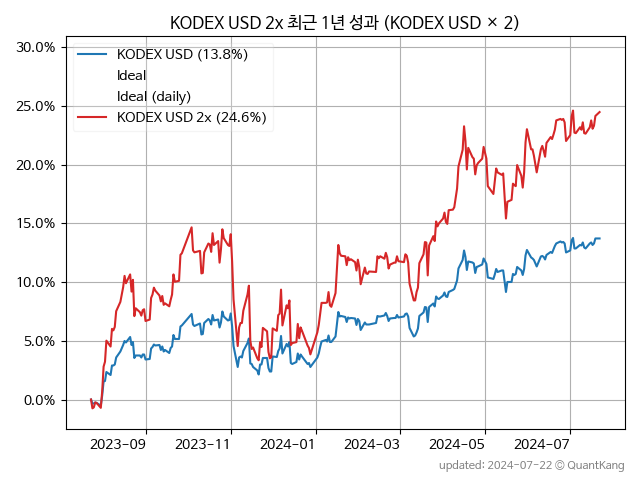 KODEX USD 2x 최근 1년 성과 (KODEX USD × 2)
30.0%
25.0%
20.0%
15.0%
10.0%
5.0%
0.0%
KODEX USD (13.8%)
Ideal
Ideal (daily)
KODEX USD 2x (24.6%)
2023-09
2023-11
2024-01
2024-03
2024-05
2024-07
updated: 2024-07-22 © QuantKang